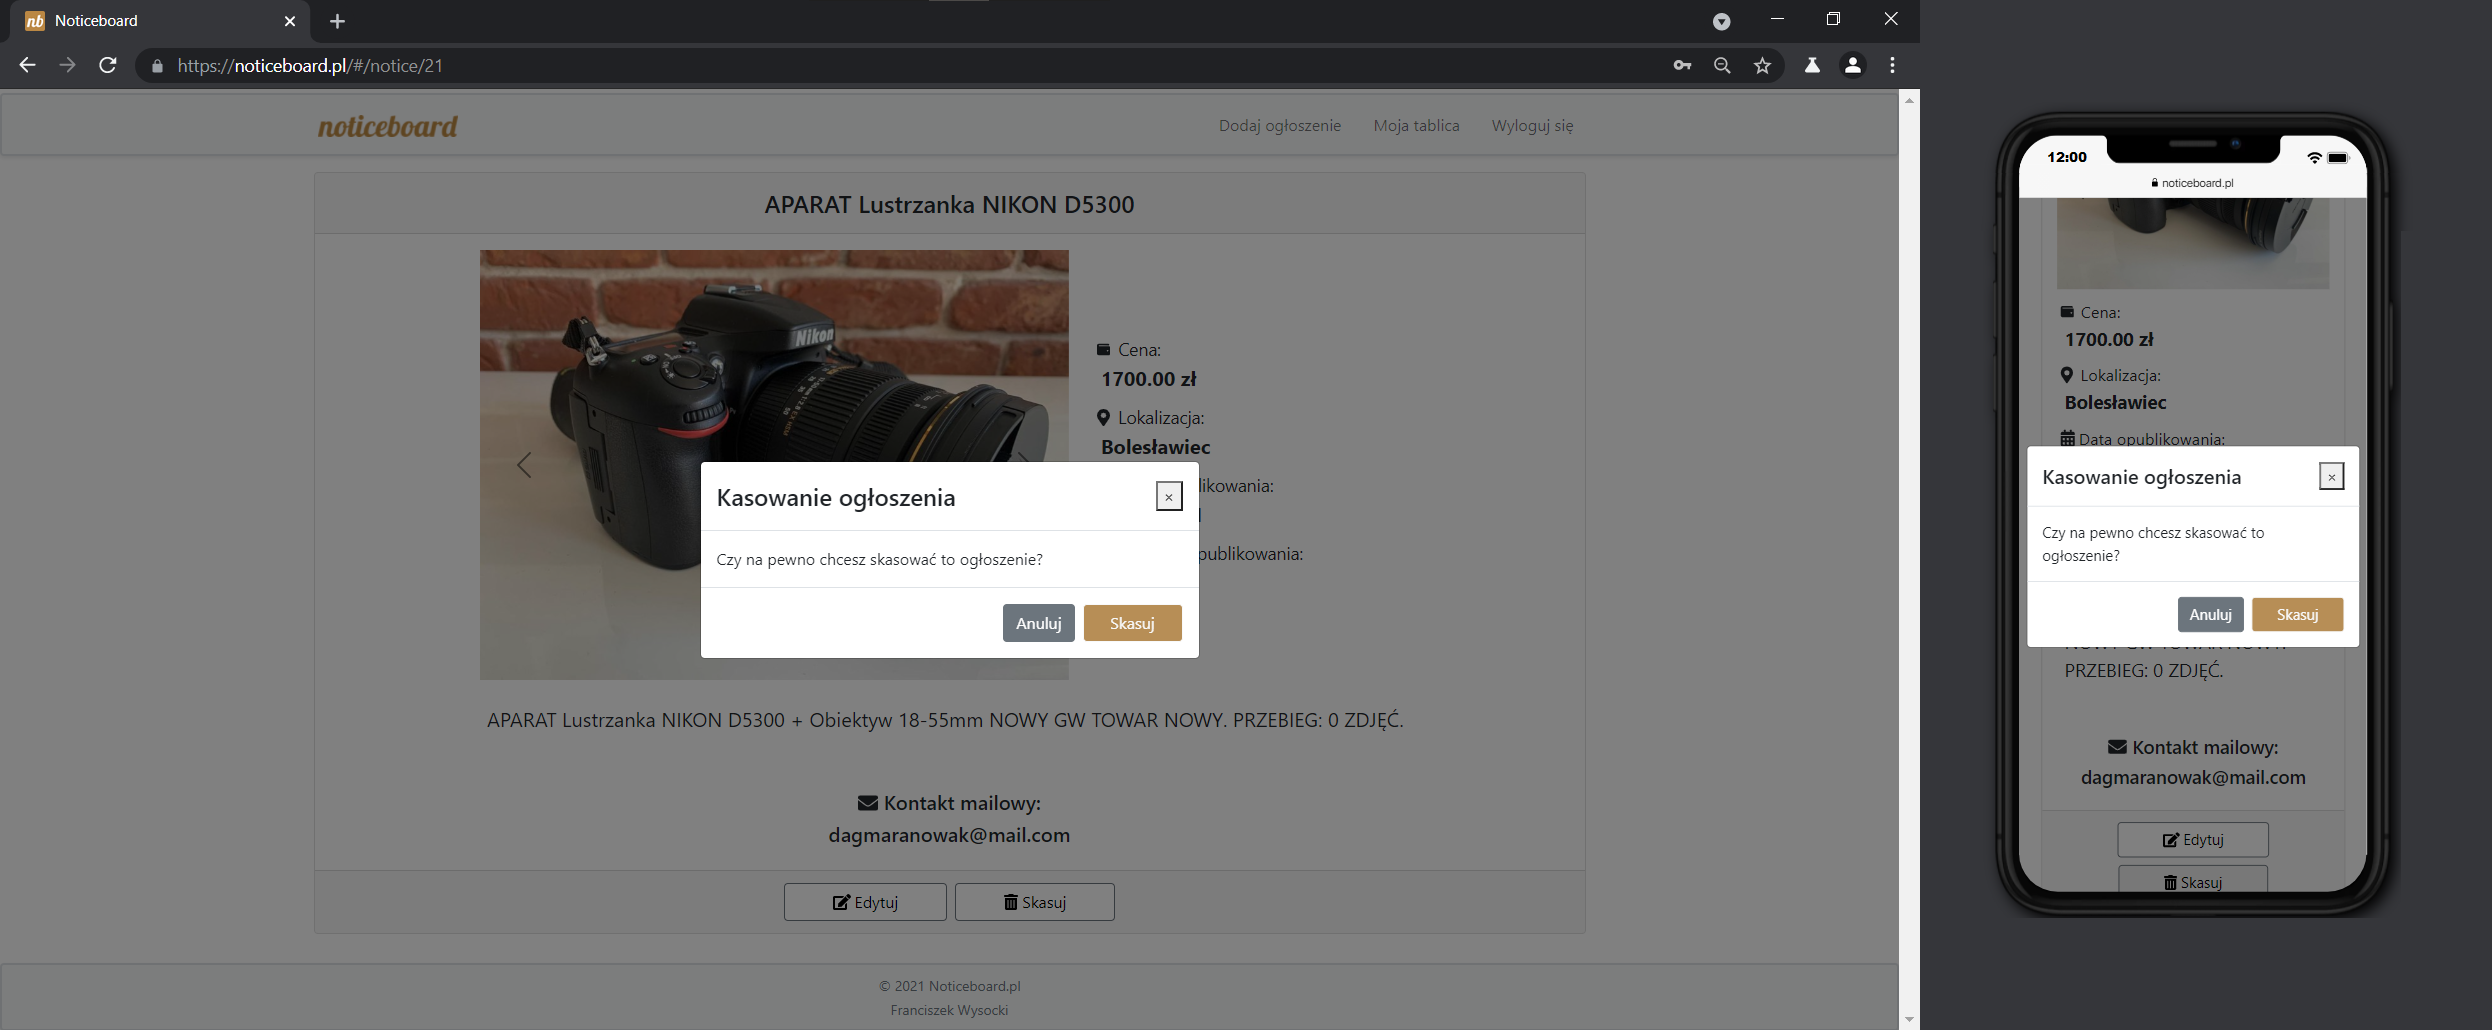 nb Noticeboard
https://noticeboard.pl/#/notice/21
noticeboard
Dodaj ogłoszenie Moja tablica Wyloguj się
APARAT Lustrzanka NIKON D5300
Nikon
Cena:
1700.00 zł
Lokalizacja:
Bolesławiec
likowania:
publikowania:
Kasowanie ogłoszenia ×
Czy na pewno chcesz skasować to ogłoszenie?
Anuluj Skasuj
APARAT Lustrzanka NIKON D5300 + Obiektyw 18-55mm NOWY GW TOWAR NOWY. PRZEBIEG: 0 ZDJĘĆ.
Kontakt mailowy:
dagmaranowak@mail.com
Edytuj Skasuj
© 2021 Noticeboard.pl
Franciszek Wysocki
12:00
noticeboard.pl
Cena:
1700.00 zł
Lokalizacja:
Bolesławiec
Data opublikowania:
Kasowanie ogłoszenia ×
Czy na pewno chcesz skasować to
ogłoszenie?
Anuluj Skasuj
NOWY GW TOWAR NOWY.
PRZEBIEG: 0 ZDJĘĆ.
Kontakt mailowy:
dagmaranowak@mail.com
Edytuj
Skasuj